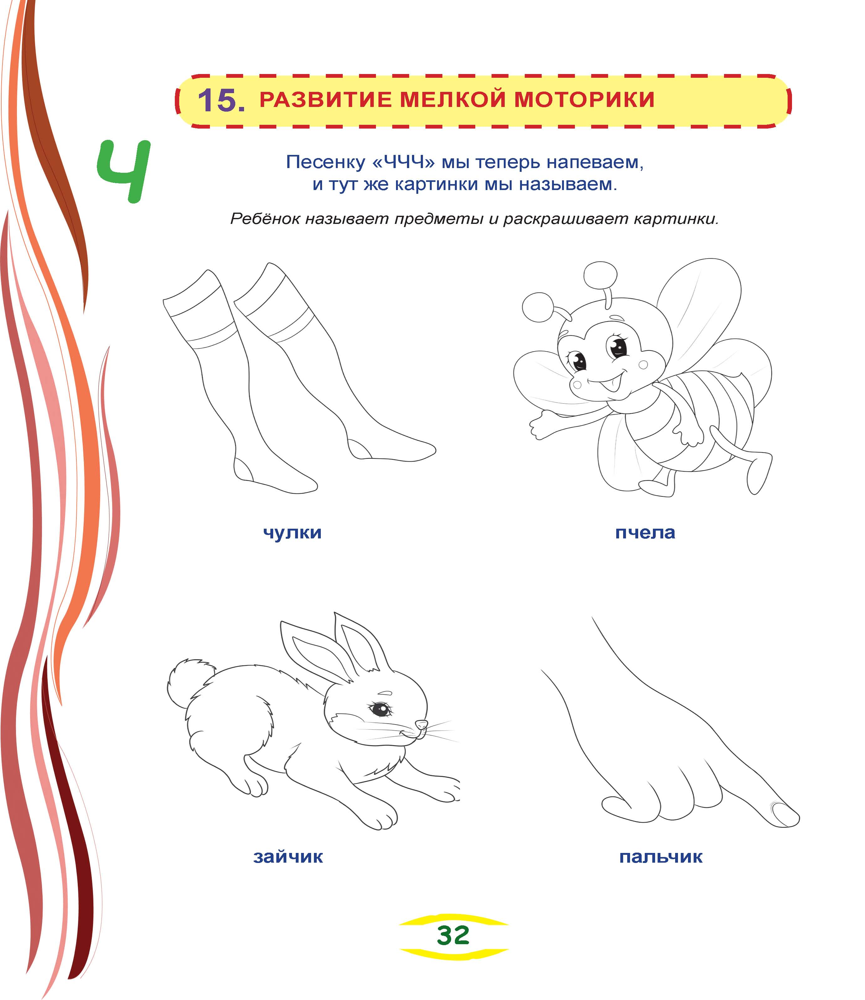 15. РАЗВИТИЕ МЕЛКОЙ МОТОРИКИ
Ч
Песенку «ЧЧЧ» мы теперь напеваем,
и тут же картинки мы называем.
Ребёнок называет предметы и раскрашивает картинки.
чулки
пчела
зайчик
пальчик
32